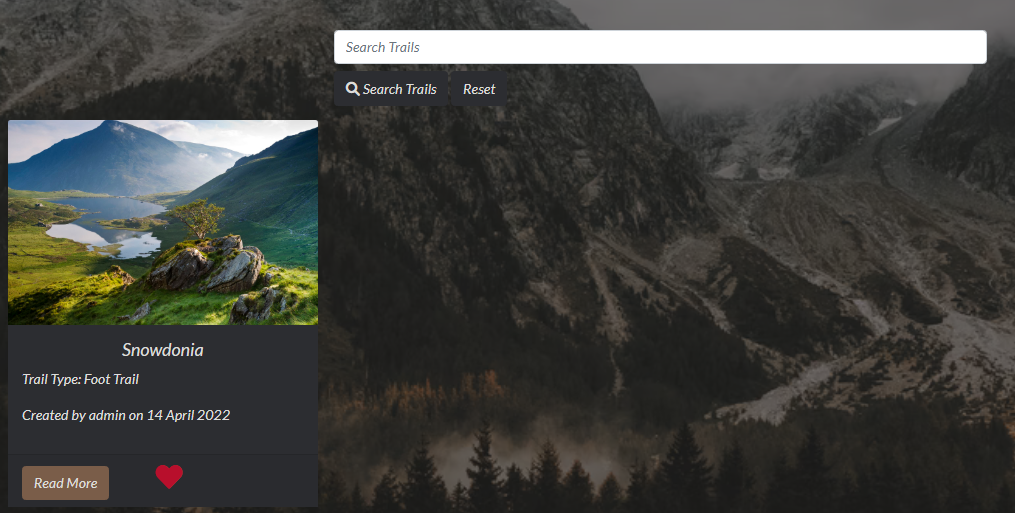 Search Trails
Search Trails Reset
Snowdonia
Trail Type: Foot Trail
Created by admin on 14 April 2022
Read More